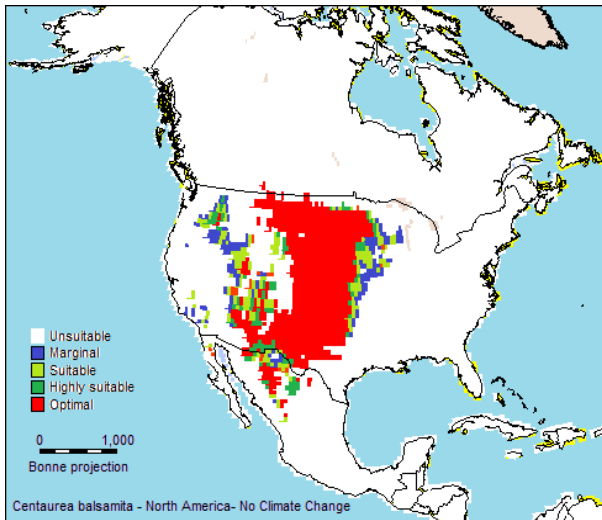 Unsuitable
Marginal
Suitable
Highly suitable
Optimal
0 1,000
Bonne projection
Centaurea balsamita - North America- No Climate Change